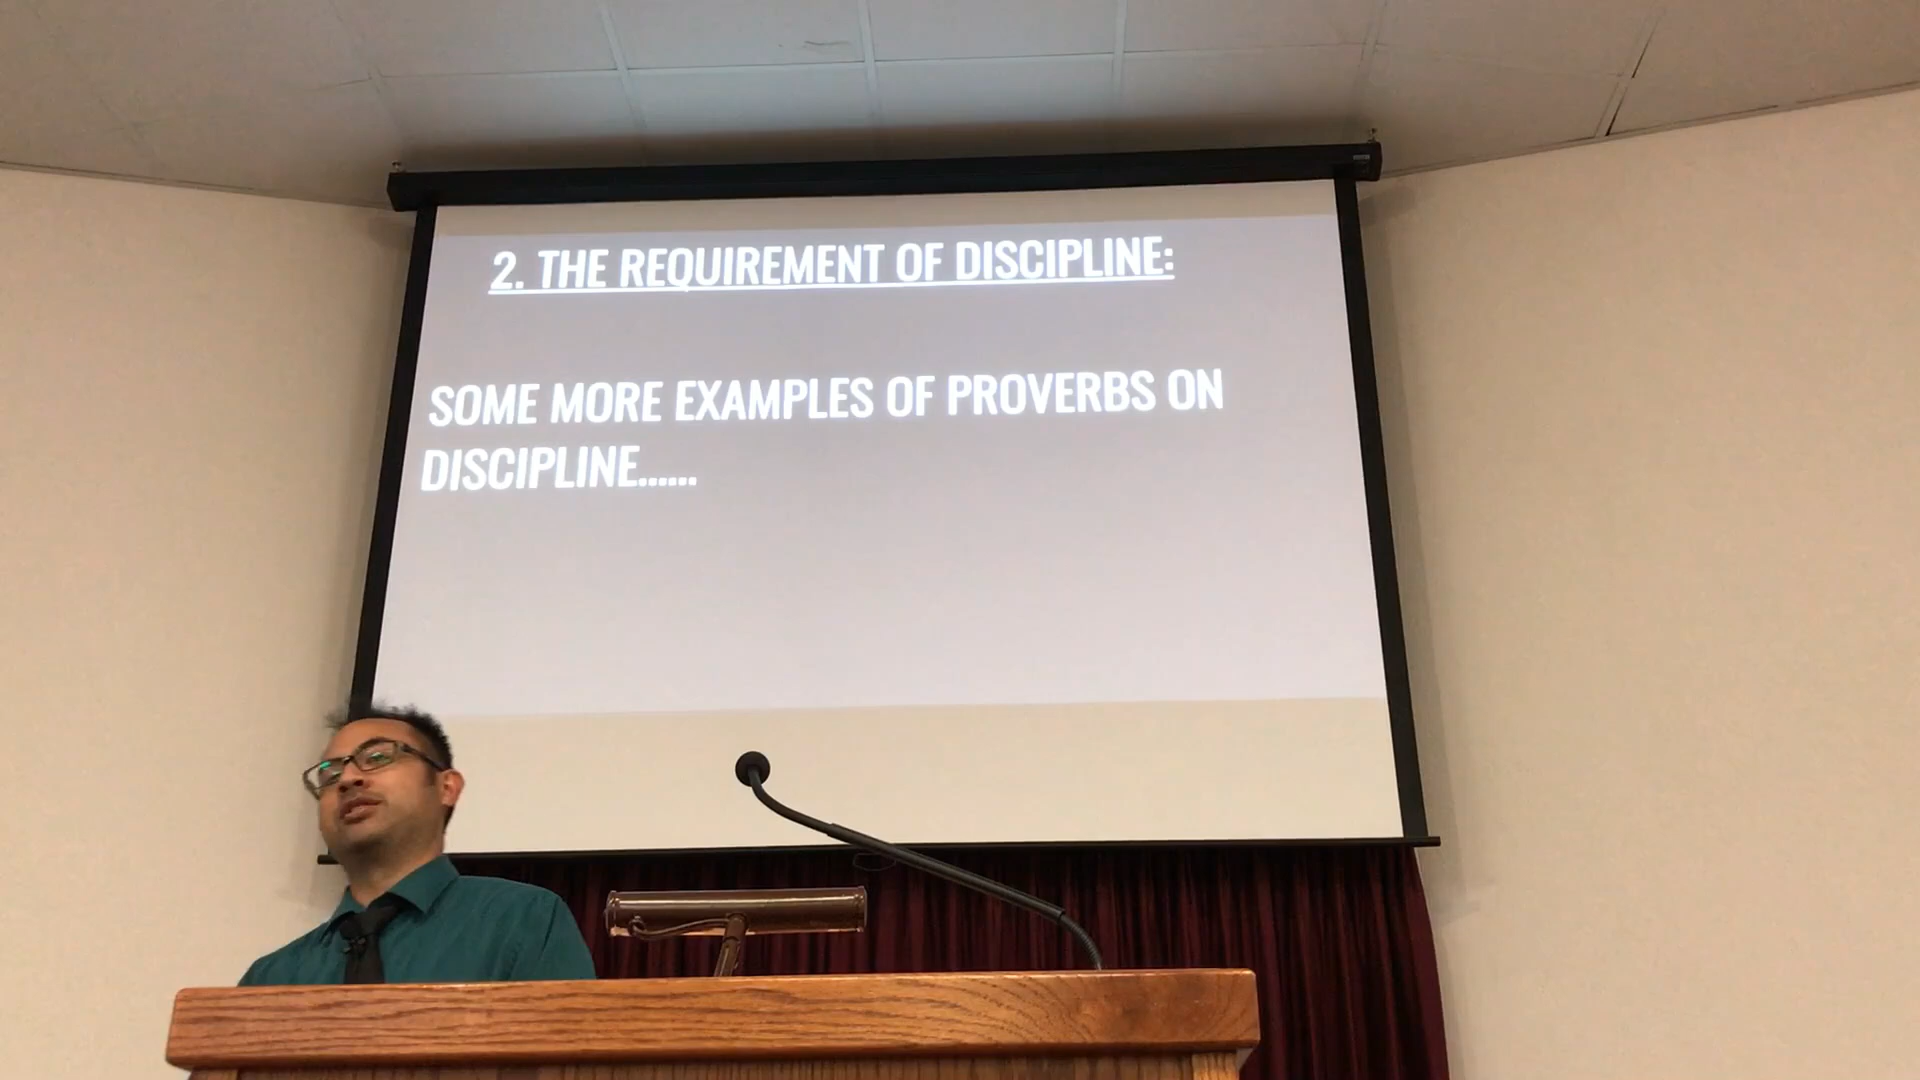 2. THE REQUIREMENT OF DISCIPLINE:
SOME MORE EXAMPLES OF PROVERBS ON
DISCIPLINE......